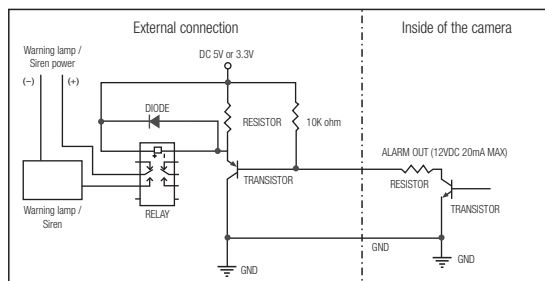 External connection
Inside of the camera
Warning lamp /
Siren power
(−)
(+)
DC 5V or 3.3V
DIODE
RESISTOR
10K ohm
ALARM OUT (12VDC 20mA MAX)
RESISTOR
TRANSISTOR
TRANSISTOR
Warning lamp /
Siren
RELAY
GND
GND
GND